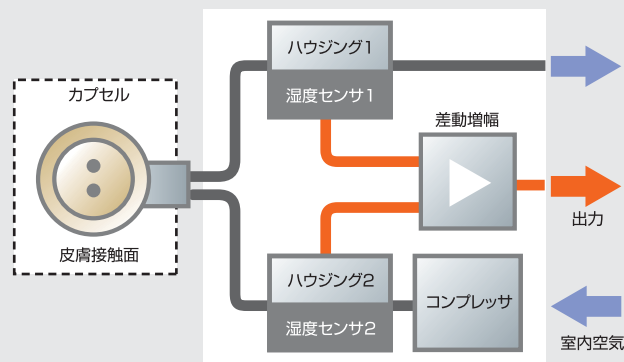 ハウジング1
湿度センサ1
カプセル
差動増幅
皮膚接触面
出力
ハウジング2
湿度センサ2
コンプレッサ
室内空気